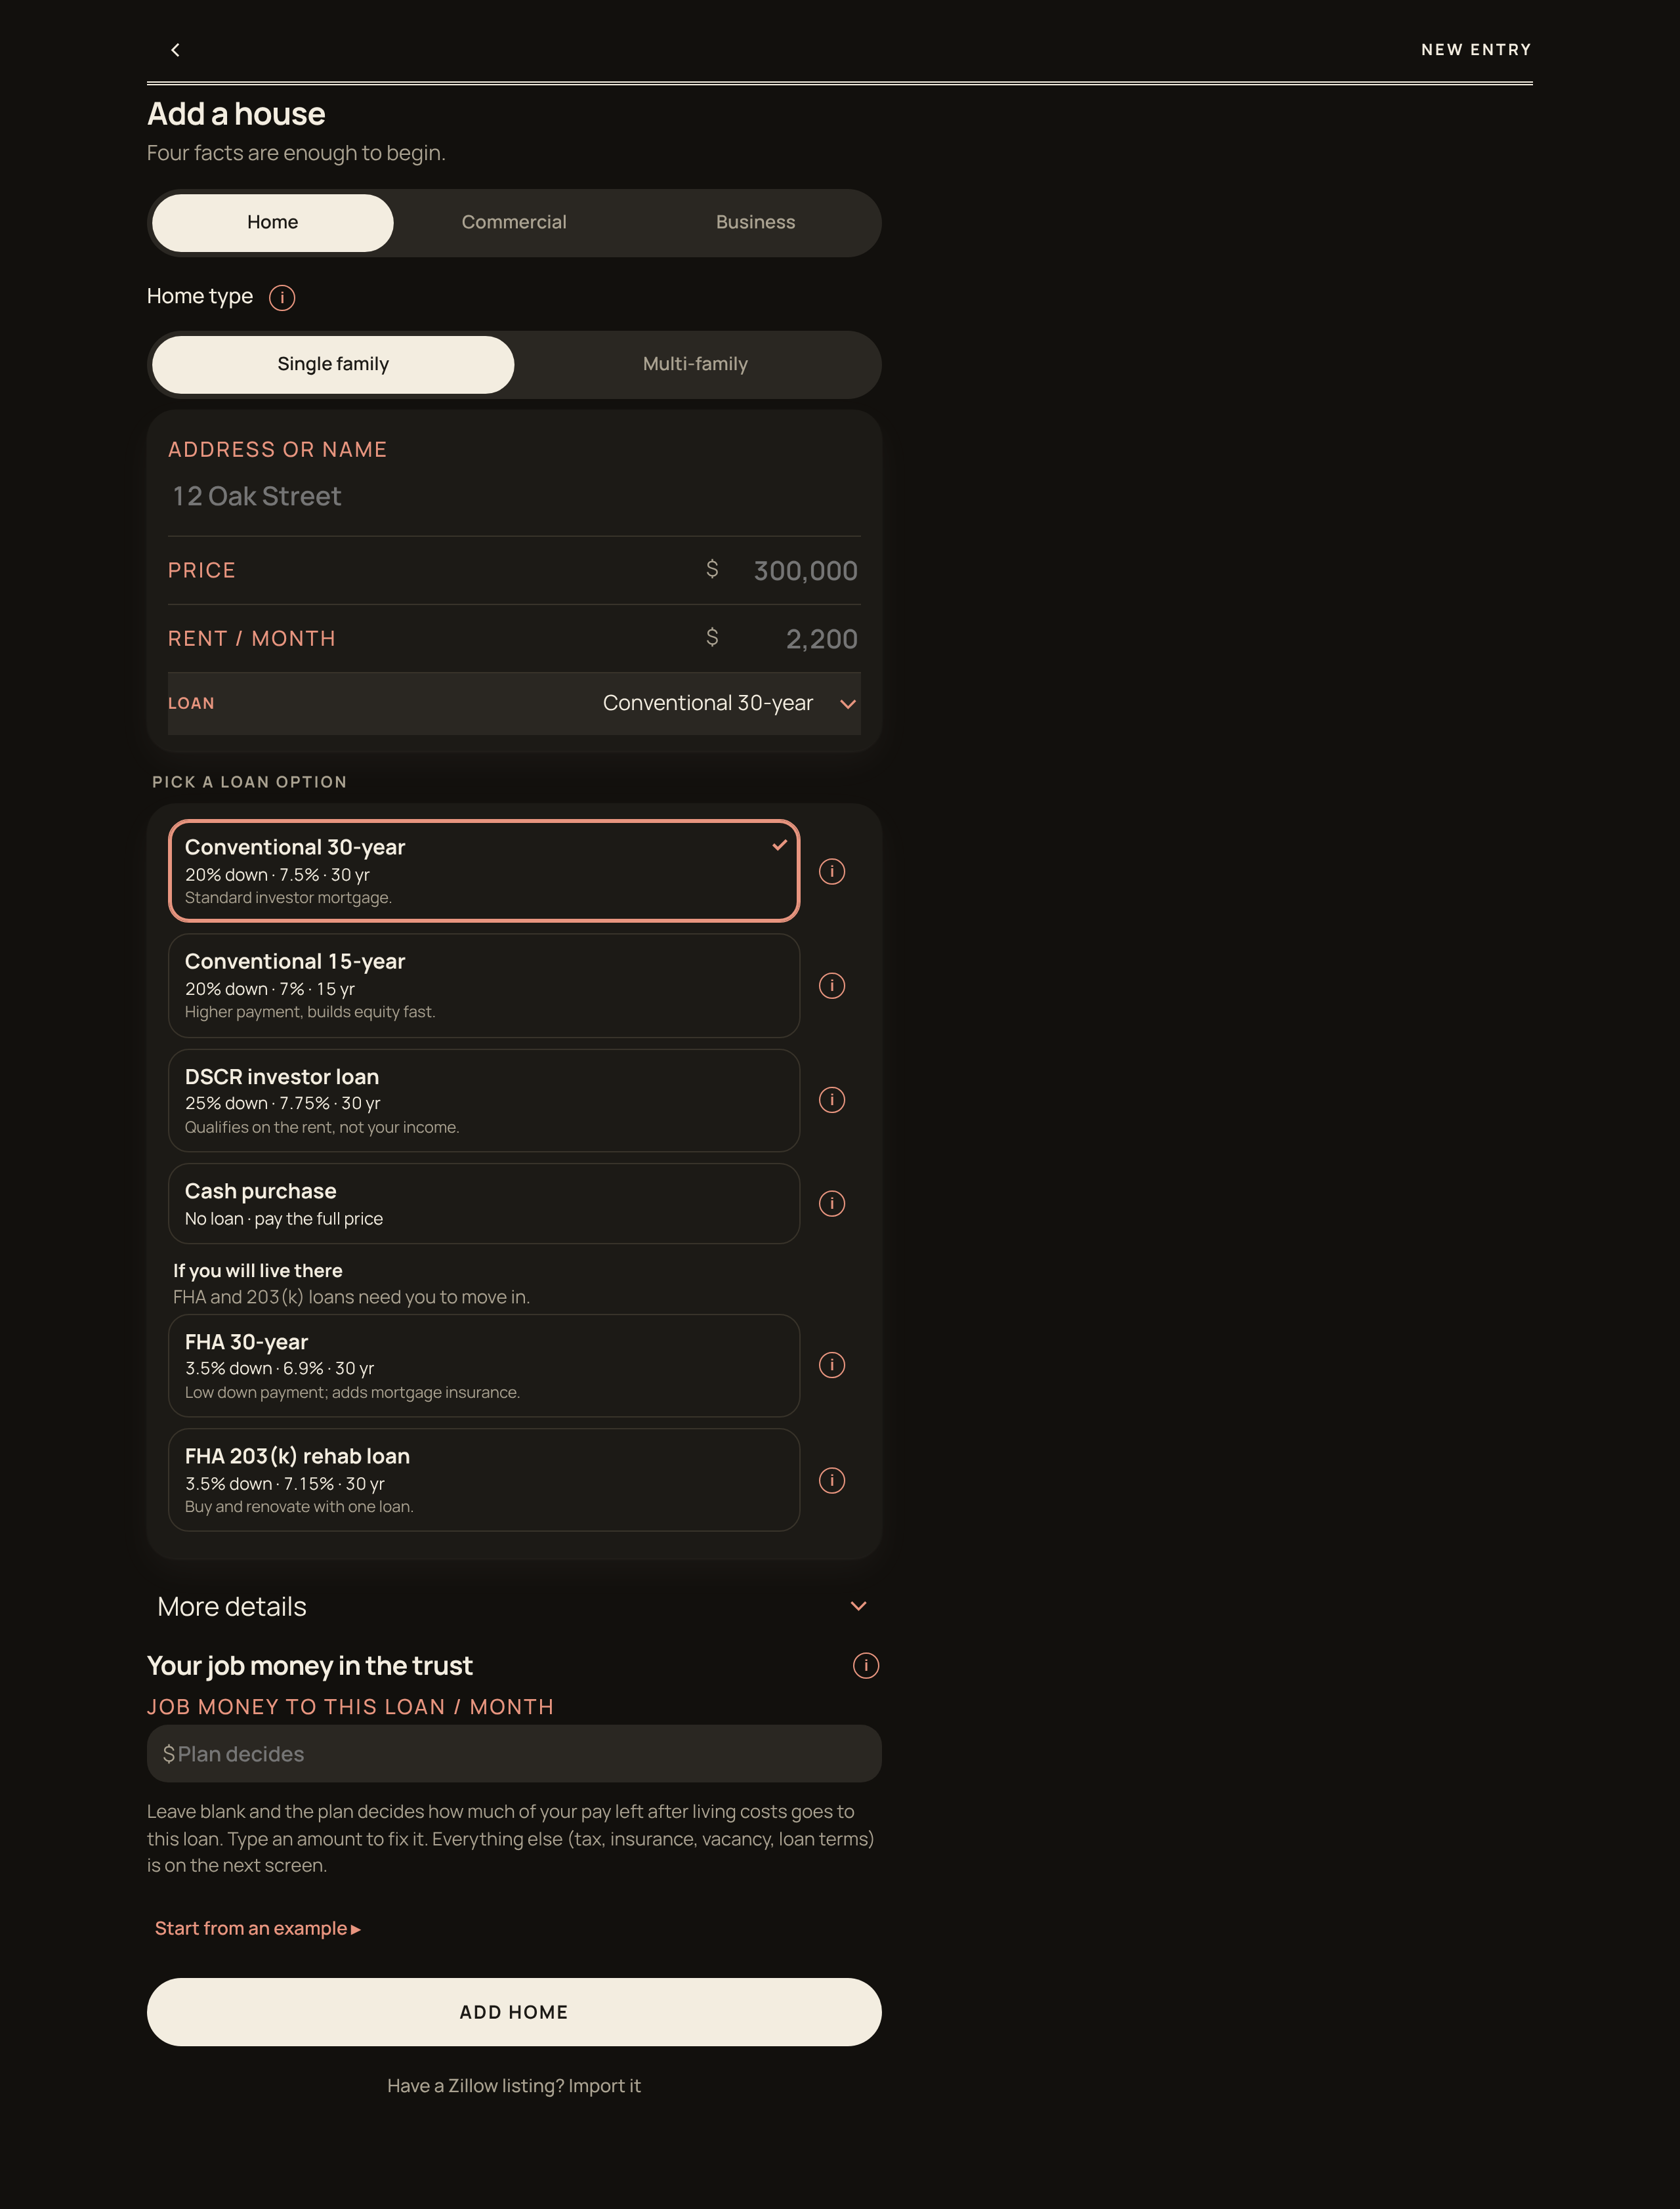 NEW ENTRY
Add a house
Four facts are enough to begin.
Home Commercial Business
Home type i
Single family Multi-family
ADDRESS OR NAME
12 Oak Street
PRICE $ 300,000
RENT / MONTH $ 2,200
LOAN Conventional 30-year
PICK A LOAN OPTION
Conventional 30-year
20% down · 7.5% · 30 yr
Standard investor mortgage.
i
Conventional 15-year
20% down · 7% · 15 yr
Higher payment, builds equity fast.
i
DSCR investor loan
25% down · 7.75% · 30 yr
Qualifies on the rent, not your income.
i
Cash purchase
No loan · pay the full price
i
If you will live there
FHA and 203(k) loans need you to move in.
FHA 30-year
3.5% down · 6.9% · 30 yr
Low down payment; adds mortgage insurance.
i
FHA 203(k) rehab loan
3.5% down · 7.15% · 30 yr
Buy and renovate with one loan.
i
More details
Your job money in the trust i
JOB MONEY TO THIS LOAN / MONTH
$ Plan decides
Leave blank and the plan decides how much of your pay left after living costs goes to
this loan. Type an amount to fix it. Everything else (tax, insurance, vacancy, loan terms)
is on the next screen.
Start from an example ▸
ADD HOME
Have a Zillow listing? Import it